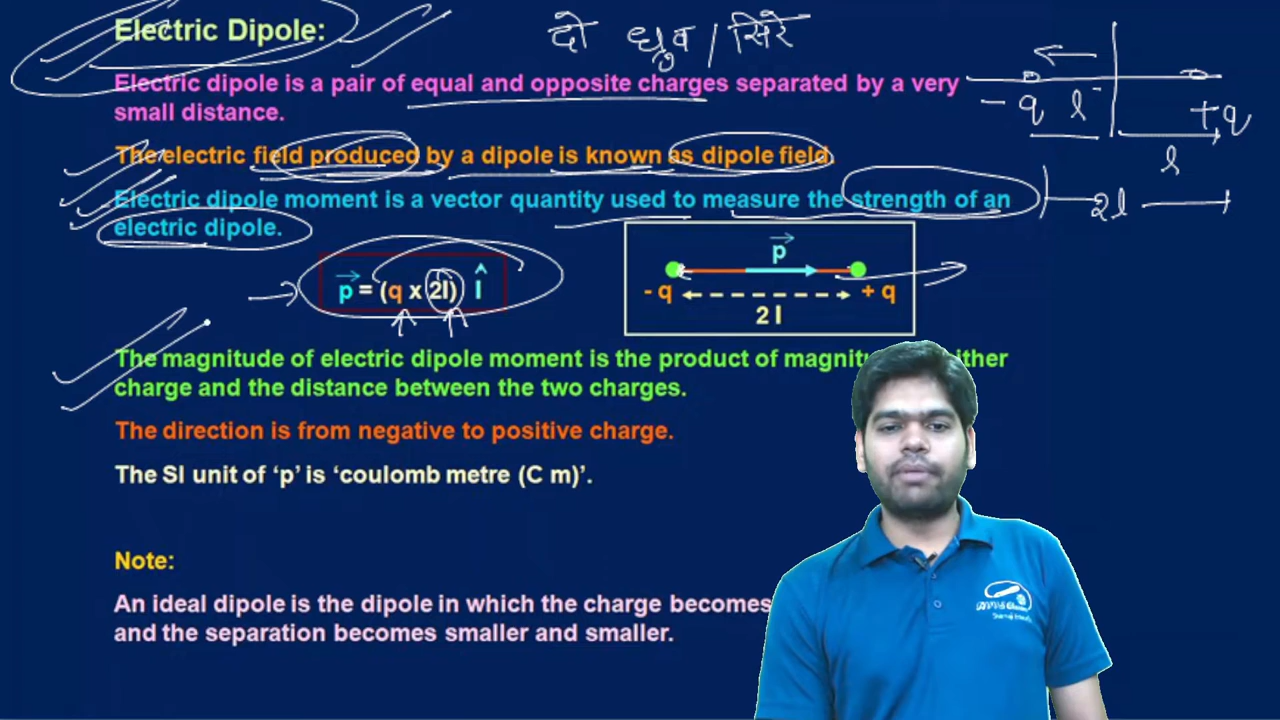 Electric Dipole:
दो ध्रुव / सिरे
Electric dipole is a pair of equal and opposite charges separated by a very
small distance.
- q l
+ q
l
2l
The electric field produced by a dipole is known as dipole field.
Electric dipole moment is a vector quantity used to measure the strength of an
electric dipole.
p = (q x 2l) l
p
- q
+ q
2 l
The magnitude of electric dipole moment is the product of ither
charge and the distance between the two charges.
The direction is from negative to positive charge.
The SI unit of ‘p’ is ‘coulomb metre (C m)’.
Note:
An ideal dipole is the dipole in which the charge becomes
and the separation becomes smaller and smaller.